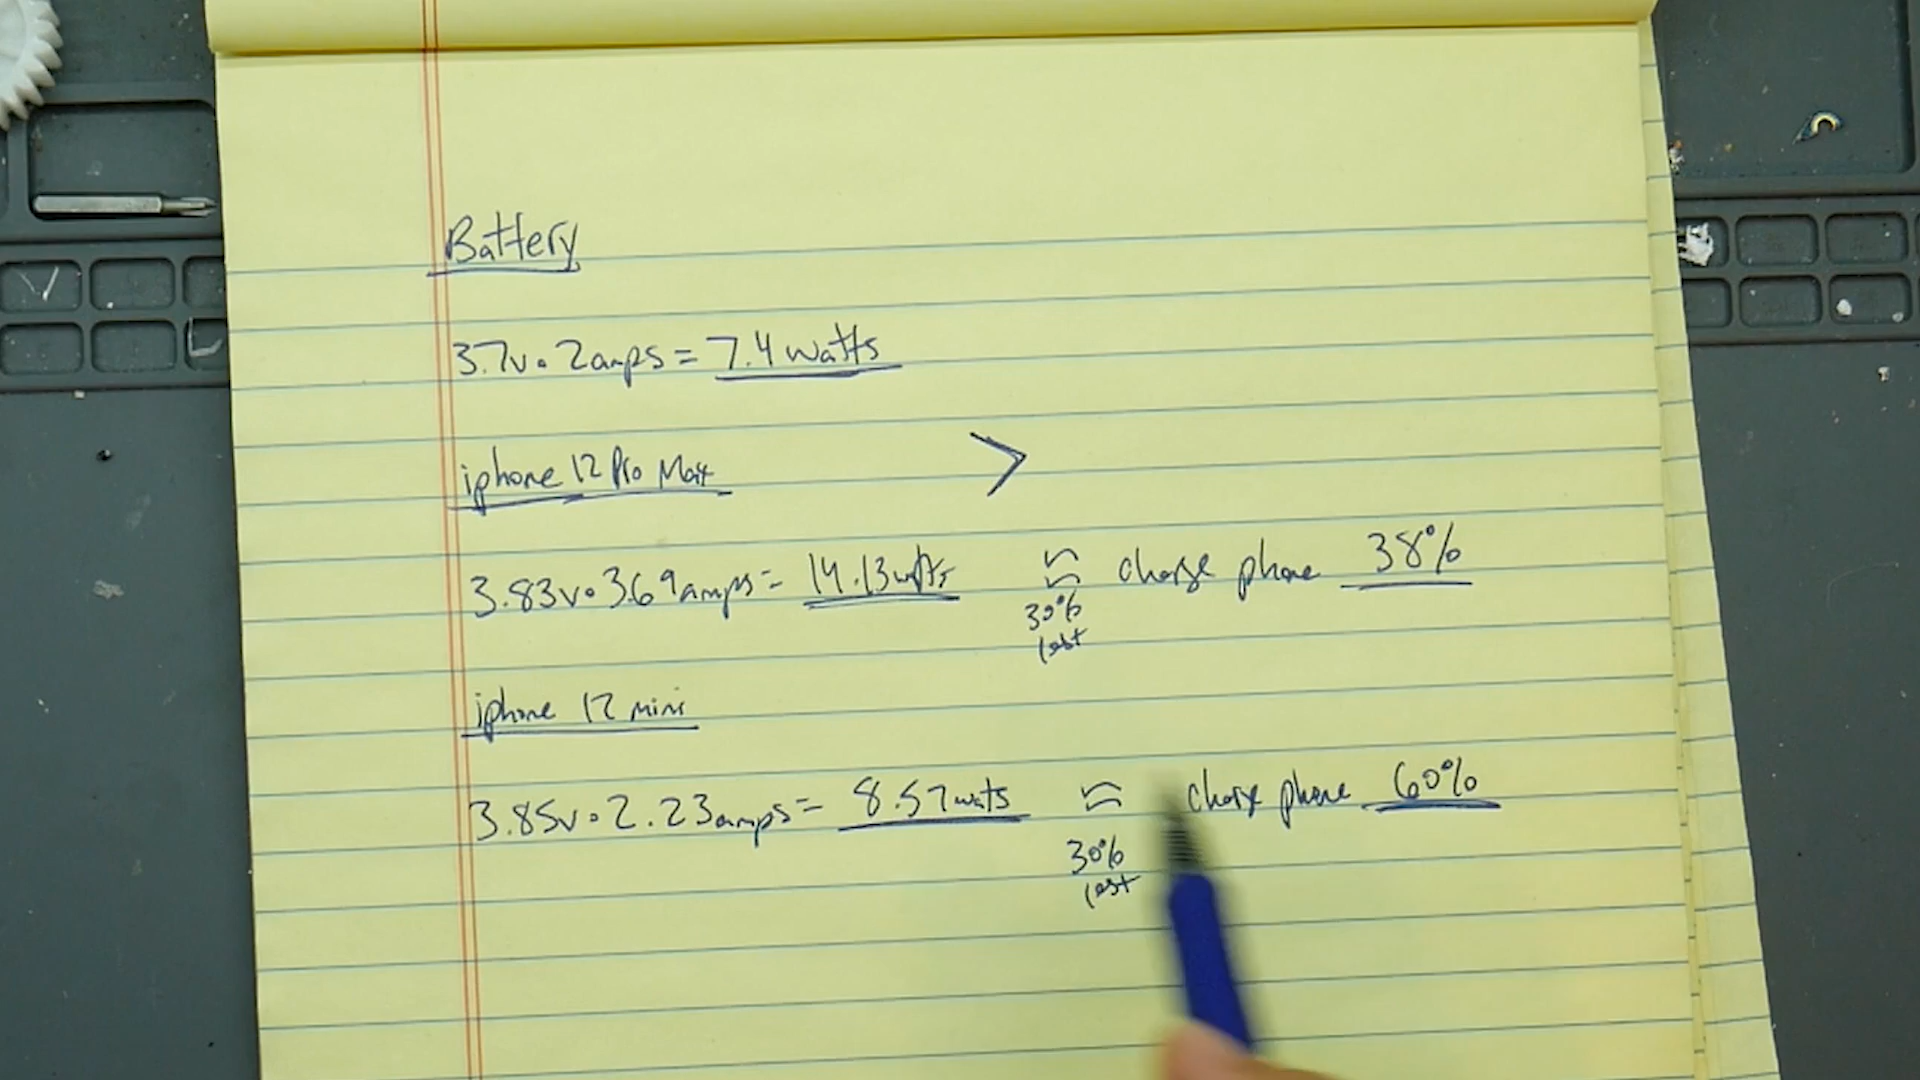 Battery
3.7v • 2amps = 7.4 watts
iphone 12 Pro Max
>
3.83v • 3.69amps = 14.13watts ≈ charge phone 38%
30%
lost
iphone 12 mini
3.85v • 2.23amps = 8.57watts ≈ charge phone 60%
30%
lost